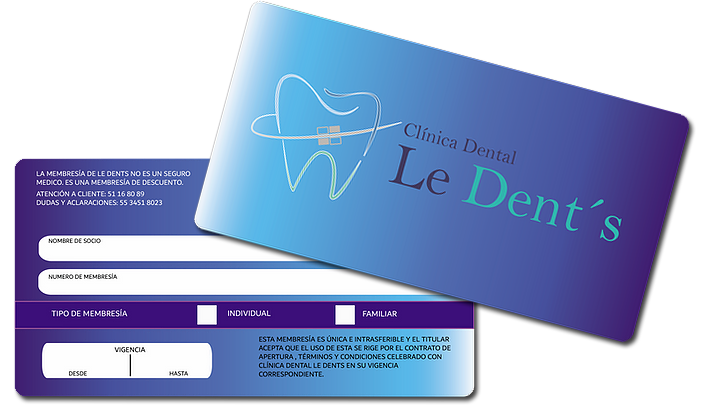 Clínica Dental
Le Dent´s
LA MEMBRESÍA DE LE DENTS NO ES UN SEGURO
MEDICO. ES UNA MEMBRESÍA DE DESCUENTO.
ATENCIÓN A CLIENTE: 51 16 80 89
DUDAS Y ACLARACIONES: 55 3451 8023
NOMBRE DE SOCIO
NUMERO DE MEMBRESÍA
TIPO DE MEMBRESÍA INDIVIDUAL FAMILIAR
VIGENCIA
DESDE HASTA
ESTA MEMBRESÍA ES ÚNICA E INTRASFERIBLE Y EL TITULAR
ACEPTA QUE EL USO DE ESTA SE RIGE POR EL CONTRATO DE
APERTURA , TÉRMINOS Y CONDICIONES CELEBRADO CON
CLÍNICA DENTAL LE DENTS EN SU VIGENCIA
CORRESPONDIENTE.